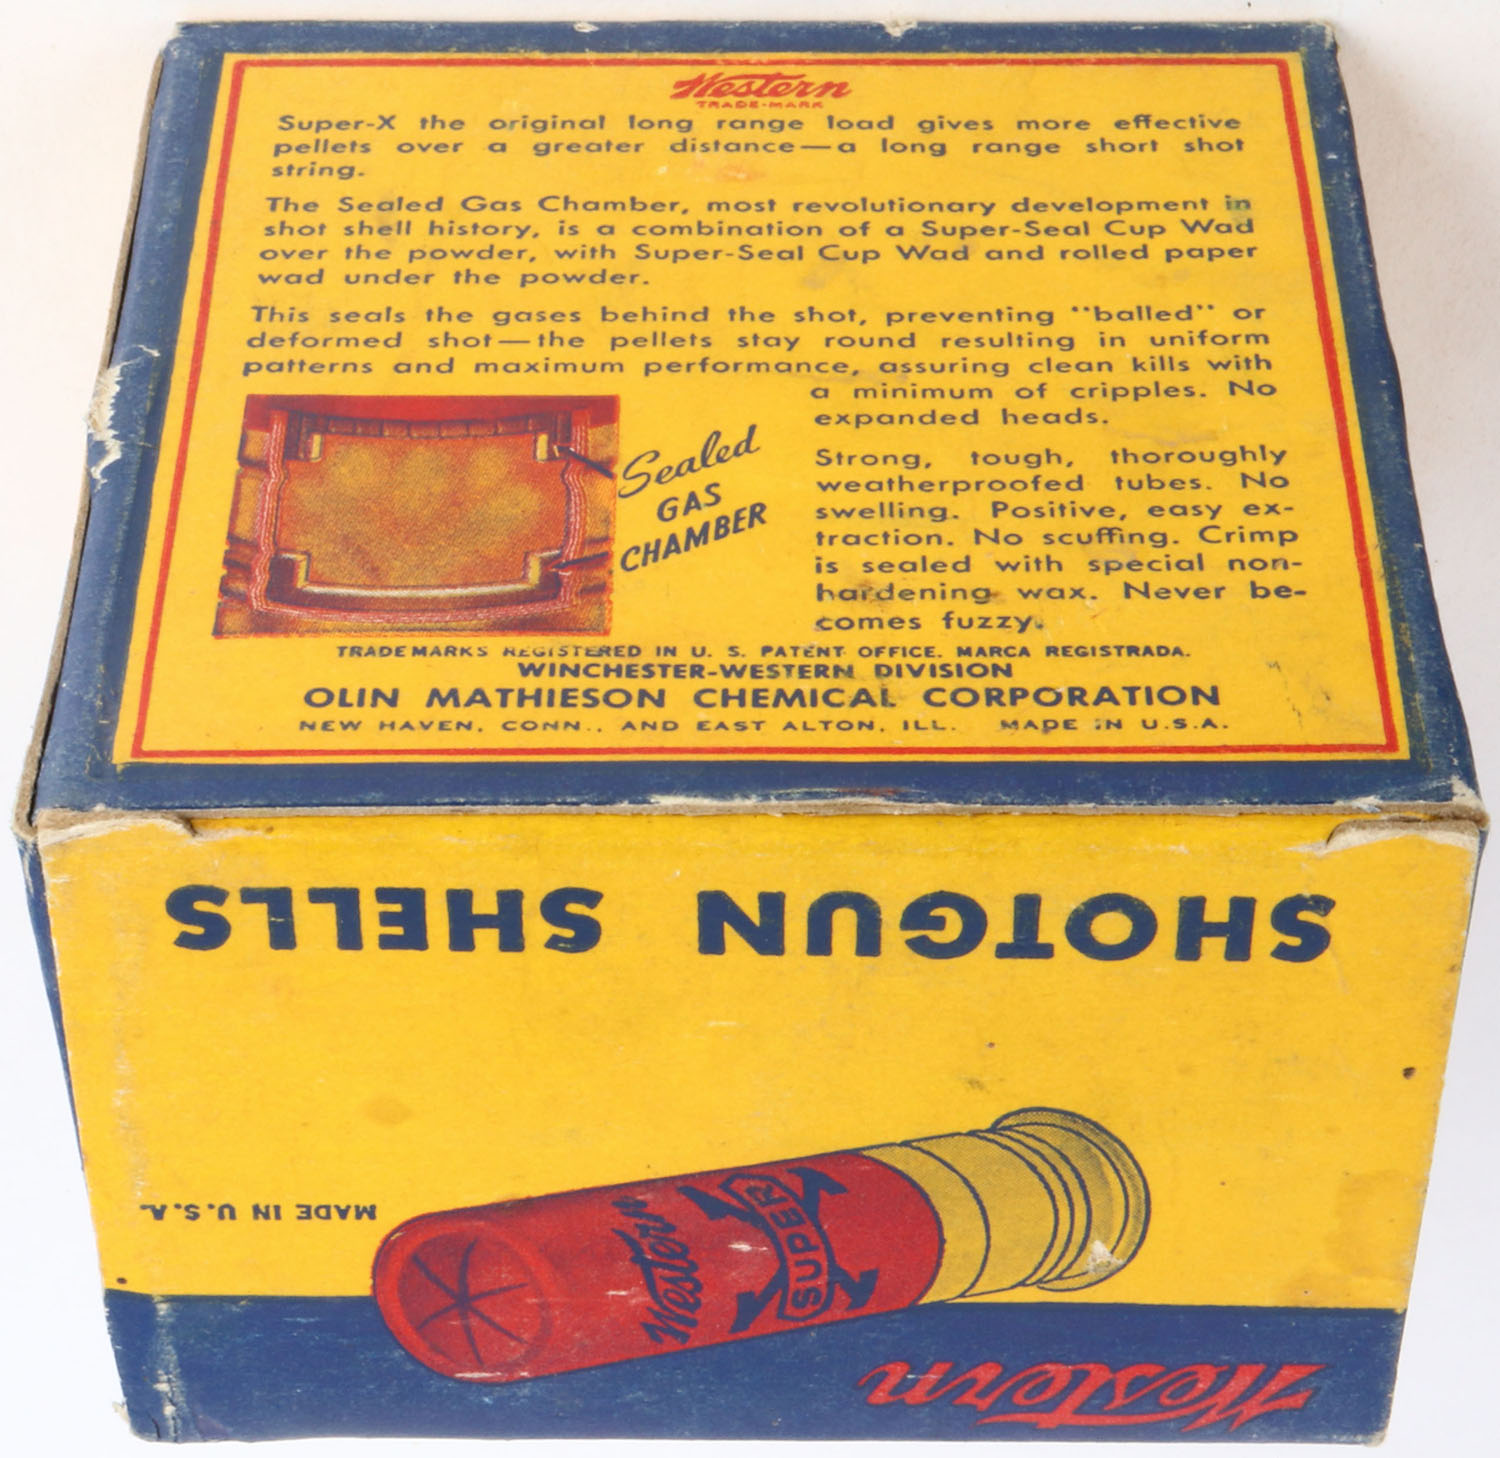 Western
TRADE-MARK
Super-X the original long range load gives more effective
pellets over a greater distance—a long range short shot
string.
The Sealed Gas Chamber, most revolutionary development in
shot shell history, is a combination of a Super-Seal Cup Wad
over the powder, with Super-Seal Cup Wad and rolled paper
wad under the powder.
This seals the gases behind the shot, preventing "balled" or
deformed shot—the pellets stay round resulting in uniform
patterns and maximum performance, assuring clean kills with
a minimum of cripples. No
expanded heads.
Sealed
GAS
CHAMBER
Strong, tough, thoroughly
weatherproofed tubes. No
swelling. Positive, easy ex-
traction. No scuffing. Crimp
is sealed with special non-
hardening wax. Never be-
comes fuzzy.
TRADEMARKS REGISTERED IN U. S. PATENT OFFICE. MARCA REGISTRADA.
WINCHESTER-WESTERN DIVISION
OLIN MATHIESON CHEMICAL CORPORATION
NEW HAVEN, CONN., AND EAST ALTON, ILL. MADE IN U.S.A.
SHOTGUN SHELLS
MADE IN U.S.A.
Western
SUPER X
Western